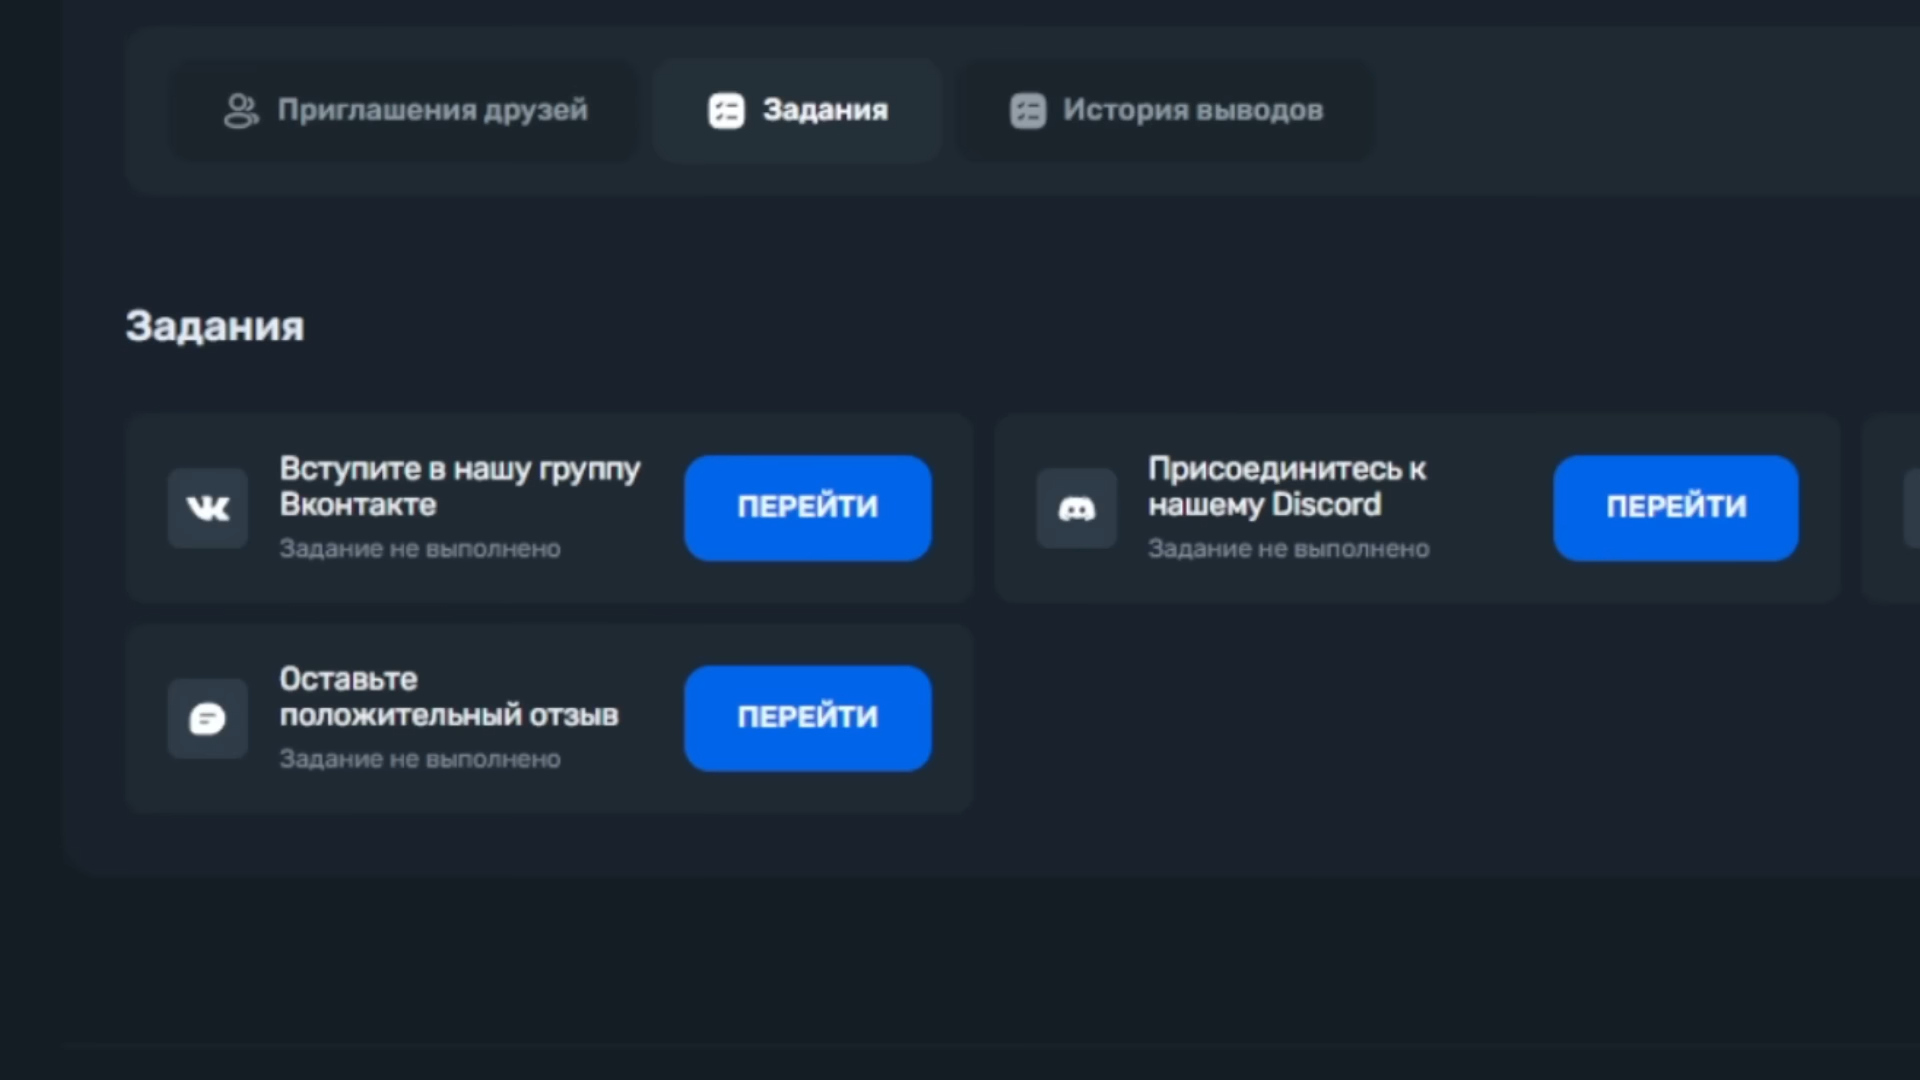 Приглашения друзей
Задания
История выводов
Задания
Вступите в нашу группу
Вконтакте
Задание не выполнено
ПЕРЕЙТИ
Присоединитесь к
нашему Discord
Задание не выполнено
ПЕРЕЙТИ
Оставьте
положительный отзыв
Задание не выполнено
ПЕРЕЙТИ